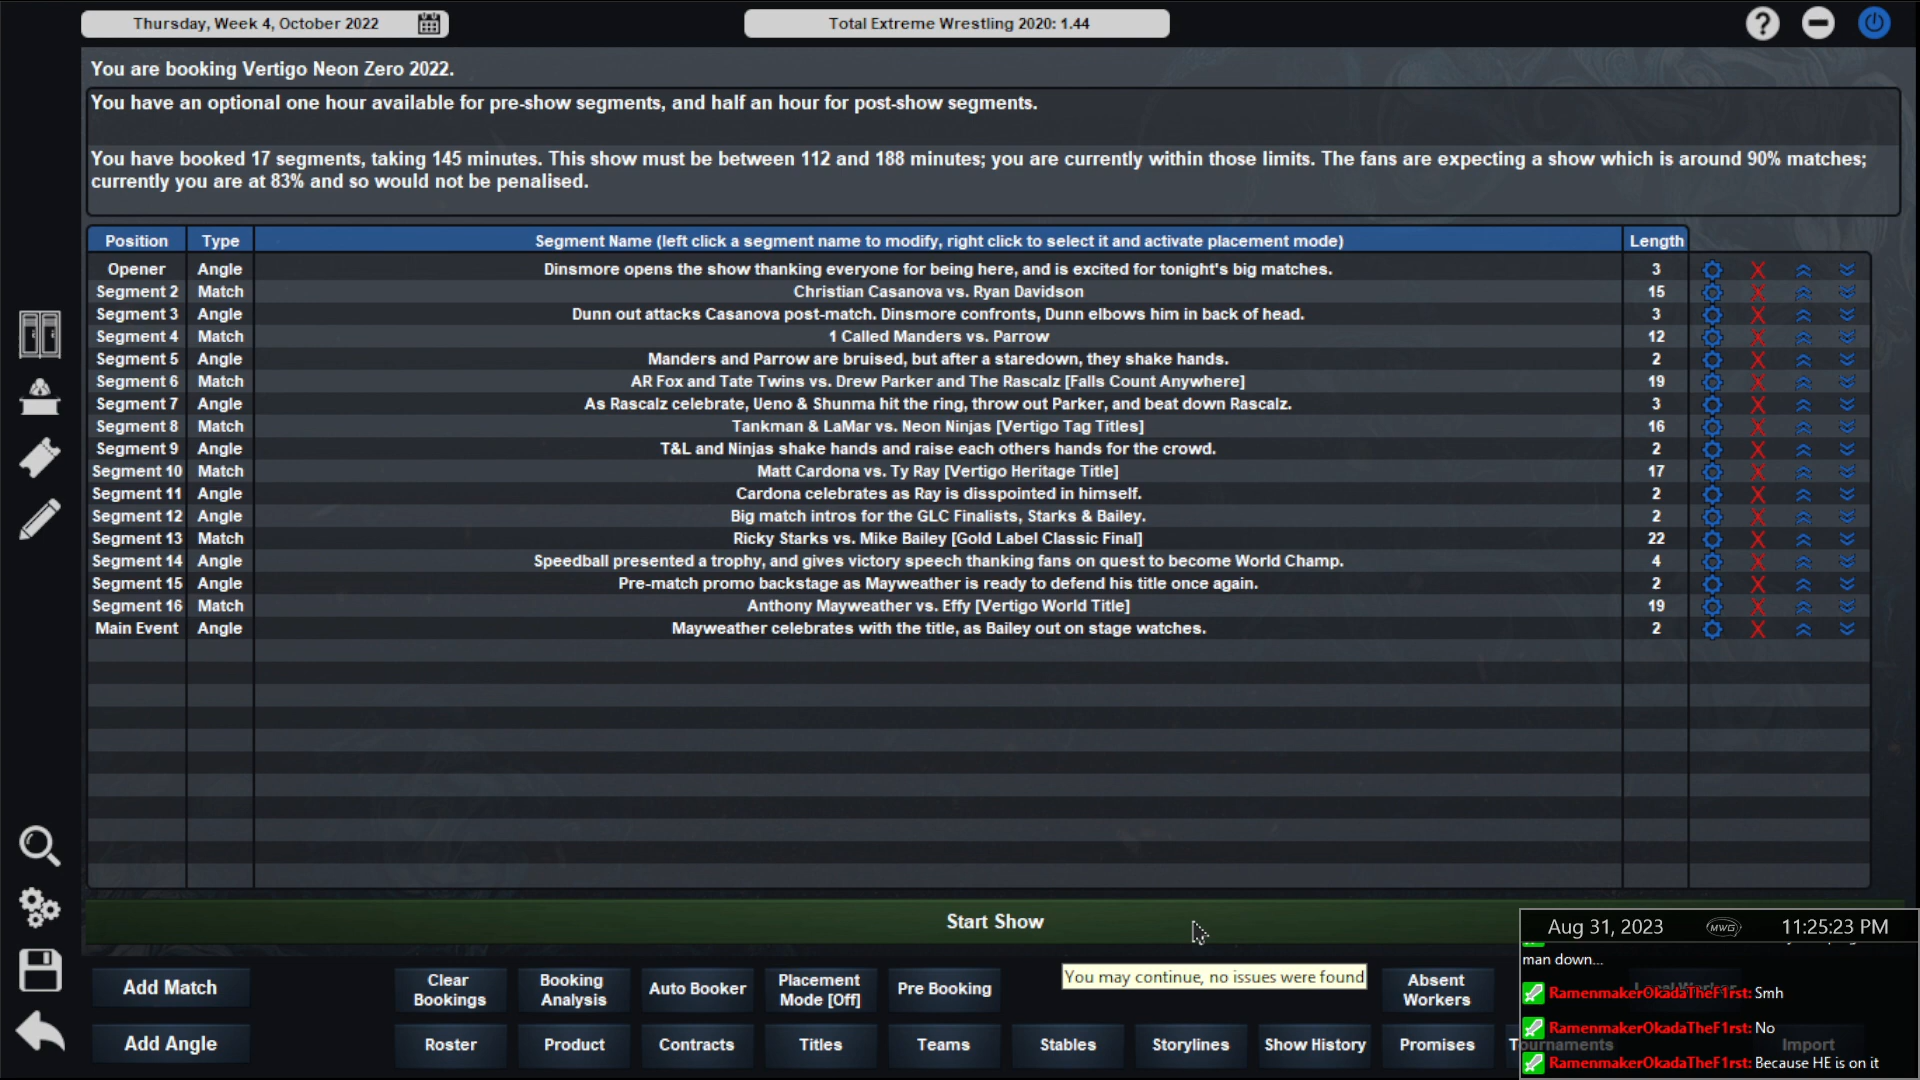 Thursday, Week 4, October 2022
Total Extreme Wrestling 2020: 1.44
You are booking Vertigo Neon Zero 2022.
You have an optional one hour available for pre-show segments, and half an hour for post-show segments.
You have booked 17 segments, taking 145 minutes. This show must be between 112 and 188 minutes; you are currently within those limits. The fans are expecting a show which is around 90% matches;
currently you are at 83% and so would not be penalised.
Position Type Segment Name (left click a segment name to modify, right click to select it and activate placement mode) Length
Opener Angle Dinsmore opens the show thanking everyone for being here, and is excited for tonight's big matches. 3
Segment 2 Match Christian Casanova vs. Ryan Davidson 15
Segment 3 Angle Dunn out attacks Casanova post-match. Dinsmore confronts, Dunn elbows him in back of head. 3
Segment 4 Match 1 Called Manders vs. Parrow 12
Segment 5 Angle Manders and Parrow are bruised, but after a staredown, they shake hands. 2
Segment 6 Match AR Fox and Tate Twins vs. Drew Parker and The Rascalz [Falls Count Anywhere] 19
Segment 7 Angle As Rascalz celebrate, Ueno & Shunma hit the ring, throw out Parker, and beat down Rascalz. 3
Segment 8 Match Tankman & LaMar vs. Neon Ninjas [Vertigo Tag Titles] 16
Segment 9 Angle T&L and Ninjas shake hands and raise each others hands for the crowd. 2
Segment 10 Match Matt Cardona vs. Ty Ray [Vertigo Heritage Title] 17
Segment 11 Angle Cardona celebrates as Ray is disspointed in himself. 2
Segment 12 Angle Big match intros for the GLC Finalists, Starks & Bailey. 2
Segment 13 Match Ricky Starks vs. Mike Bailey [Gold Label Classic Final] 22
Segment 14 Angle Speedball presented a trophy, and gives victory speech thanking fans on quest to become World Champ. 4
Segment 15 Angle Pre-match promo backstage as Mayweather is ready to defend his title once again. 2
Segment 16 Match Anthony Mayweather vs. Effy [Vertigo World Title] 19
Main Event Angle Mayweather celebrates with the title, as Bailey out on stage watches. 2
Start Show
You may continue, no issues were found
Add Match
Clear Bookings
Booking Analysis
Auto Booker
Placement Mode [Off]
Pre Booking
Absent Workers
Add Angle
Roster
Product
Contracts
Titles
Teams
Stables
Storylines
Show History
Promises
Tournaments
Import
Aug 31, 2023 MWG 11:25:23 PM
man down...
RamenmakerOkadaTheF1rst: Smh
RamenmakerOkadaTheF1rst: No
RamenmakerOkadaTheF1rst: Because HE is on it